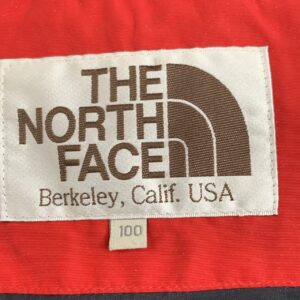 THE
NORTH
FACE
Berkeley, Calif. USA
100